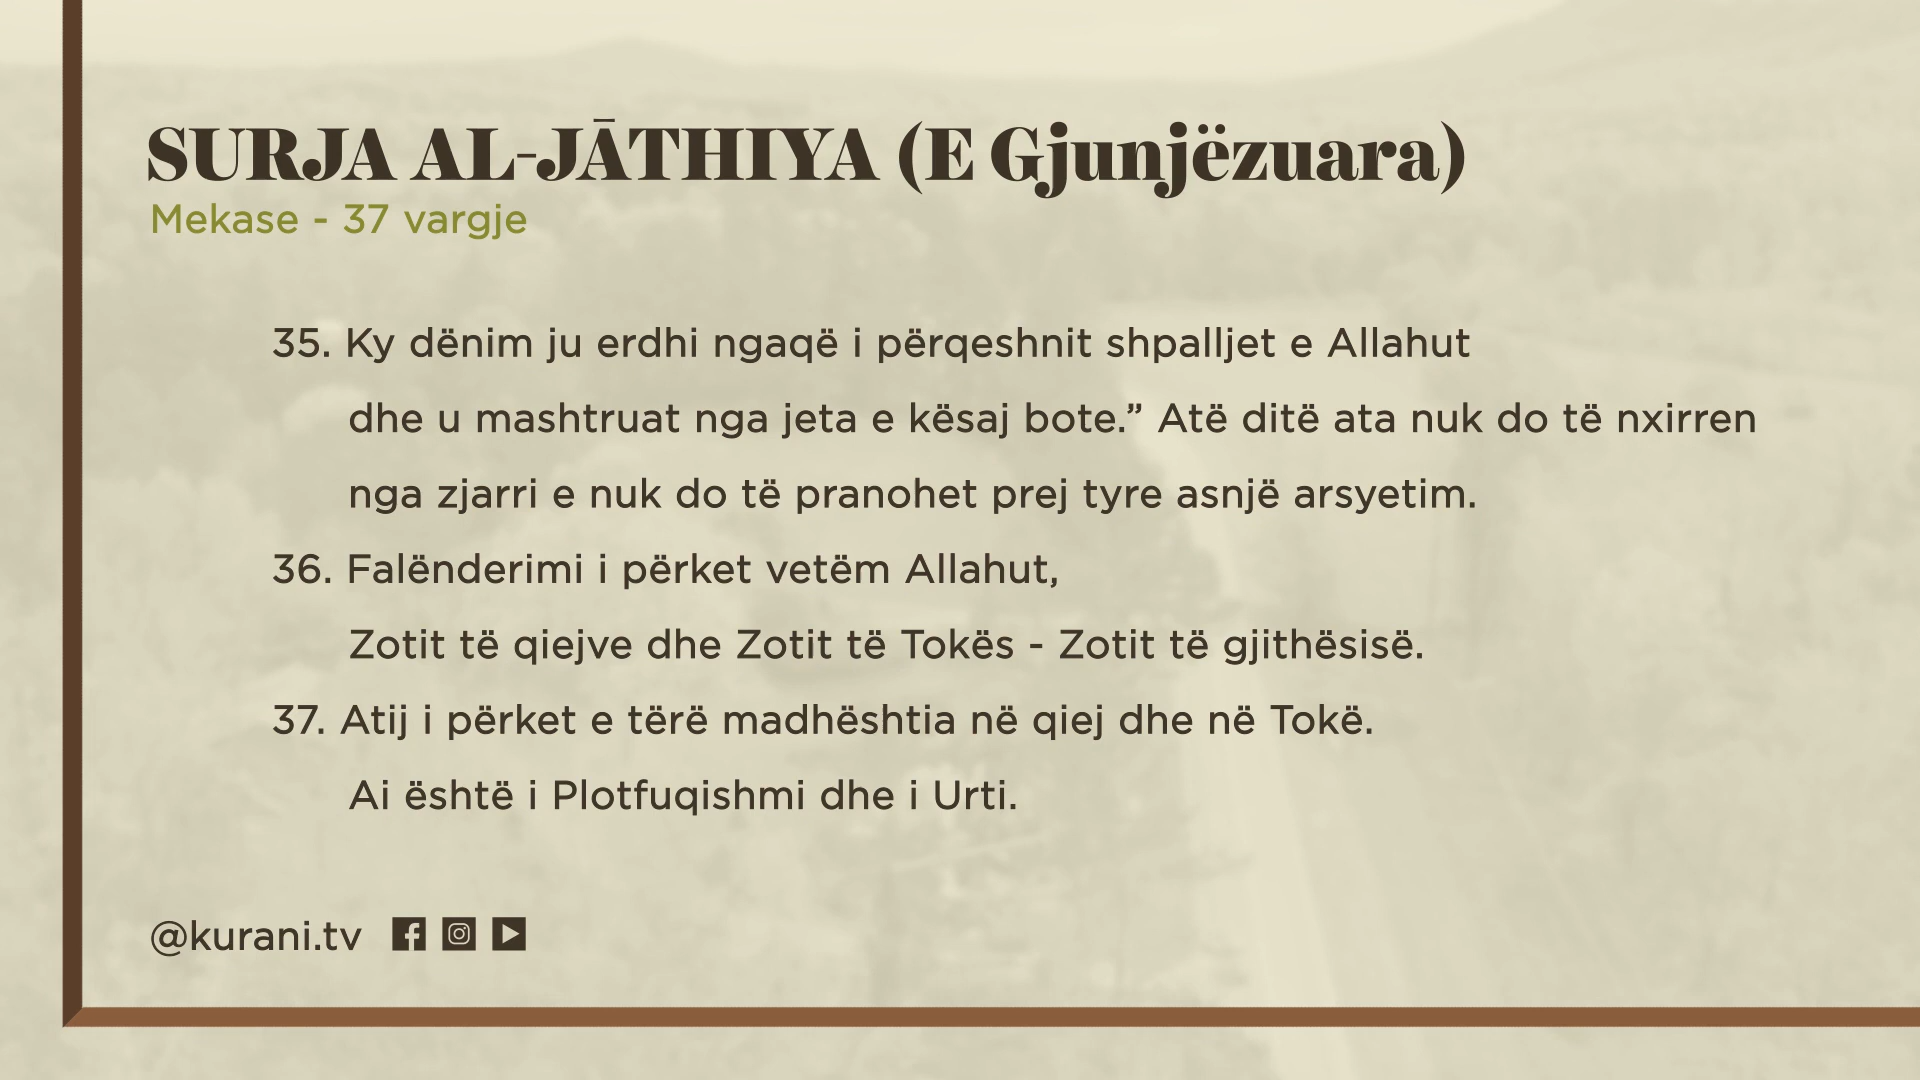 SURJA AL-JĀTHIYA (E Gjunjëzuara)
Mekase - 37 vargje
35. Ky dënim ju erdhi ngaqë i përqeshnit shpalljet e Allahut
dhe u mashtruat nga jeta e kësaj bote.” Atë ditë ata nuk do të nxirren
nga zjarri e nuk do të pranohet prej tyre asnjë arsyetim.
36. Falënderimi i përket vetëm Allahut,
Zotit të qiejve dhe Zotit të Tokës - Zotit të gjithësisë.
37. Atij i përket e tërë madhështia në qiej dhe në Tokë.
Ai është i Plotfuqishmi dhe i Urti.
@kurani.tv